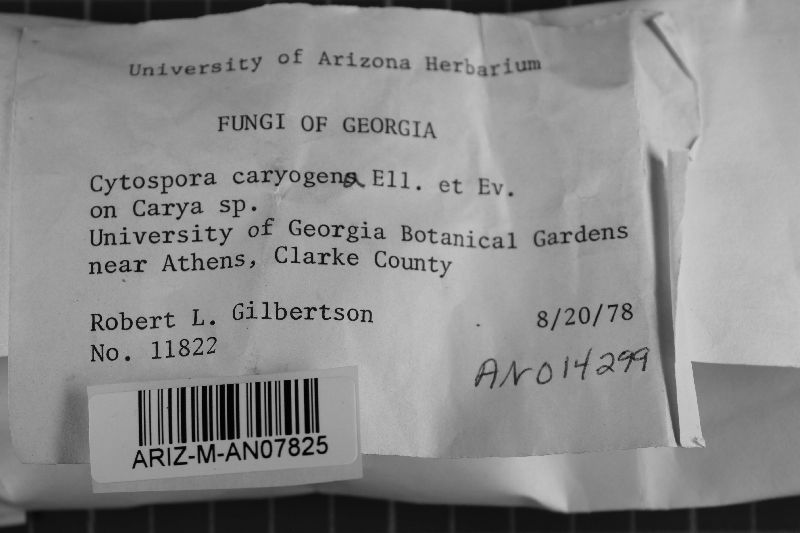 University of Arizona Herbarium
FUNGI OF GEORGIA
Cytospora caryogena Ell. et Ev.
on Carya sp.
University of Georgia Botanical Gardens
near Athens, Clarke County
Robert L. Gilbertson 8/20/78
No. 11822
AN014299
ARIZ-M-AN07825